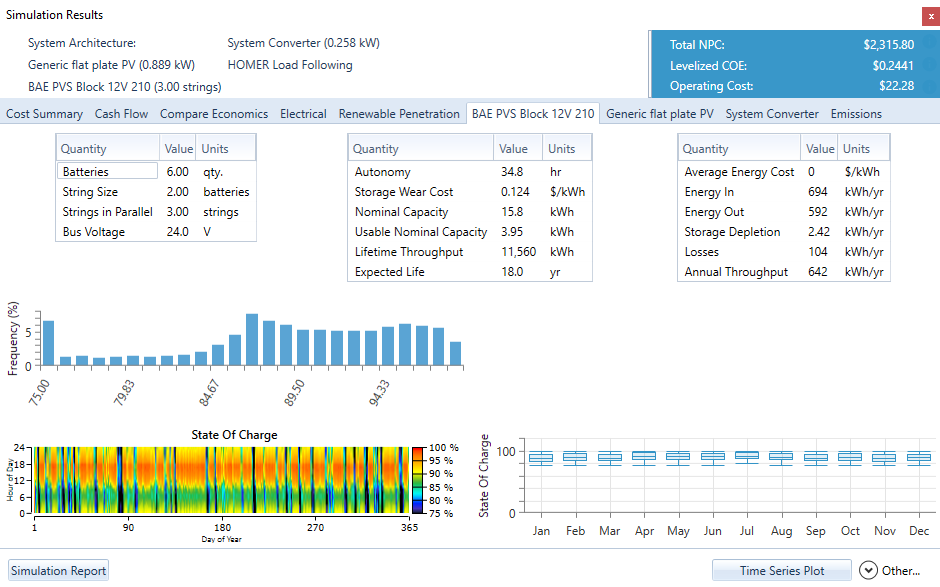 Simulation Results
x
System Architecture:
System Converter (0.258 kW)
Generic flat plate PV (0.889 kW)
HOMER Load Following
BAE PVS Block 12V 210 (3.00 strings)
Total NPC: $2,315.80
Levelized COE: $0.2441
Operating Cost: $22.28
Cost Summary Cash Flow Compare Economics Electrical Renewable Penetration BAE PVS Block 12V 210 Generic flat plate PV System Converter Emissions
Quantity Value Units
Batteries 6.00 qty.
String Size 2.00 batteries
Strings in Parallel 3.00 strings
Bus Voltage 24.0 V
Quantity Value Units
Autonomy 34.8 hr
Storage Wear Cost 0.124 $/kWh
Nominal Capacity 15.8 kWh
Usable Nominal Capacity 3.95 kWh
Lifetime Throughput 11,560 kWh
Expected Life 18.0 yr
Quantity Value Units
Average Energy Cost 0 $/kWh
Energy In 694 kWh/yr
Energy Out 592 kWh/yr
Storage Depletion 2.42 kWh/yr
Losses 104 kWh/yr
Annual Throughput 642 kWh/yr
Frequency (%)
5
0
75.00 79.83 84.67 89.50 94.33
State Of Charge
Hour of Day
24
18
12
6
0
1 90 180 270 365
Day of Year
100 %
95 %
90 %
85 %
80 %
75 %
State Of Charge
100
0
Jan Feb Mar Apr May Jun Jul Aug Sep Oct Nov Dec
Simulation Report
Time Series Plot
Other...